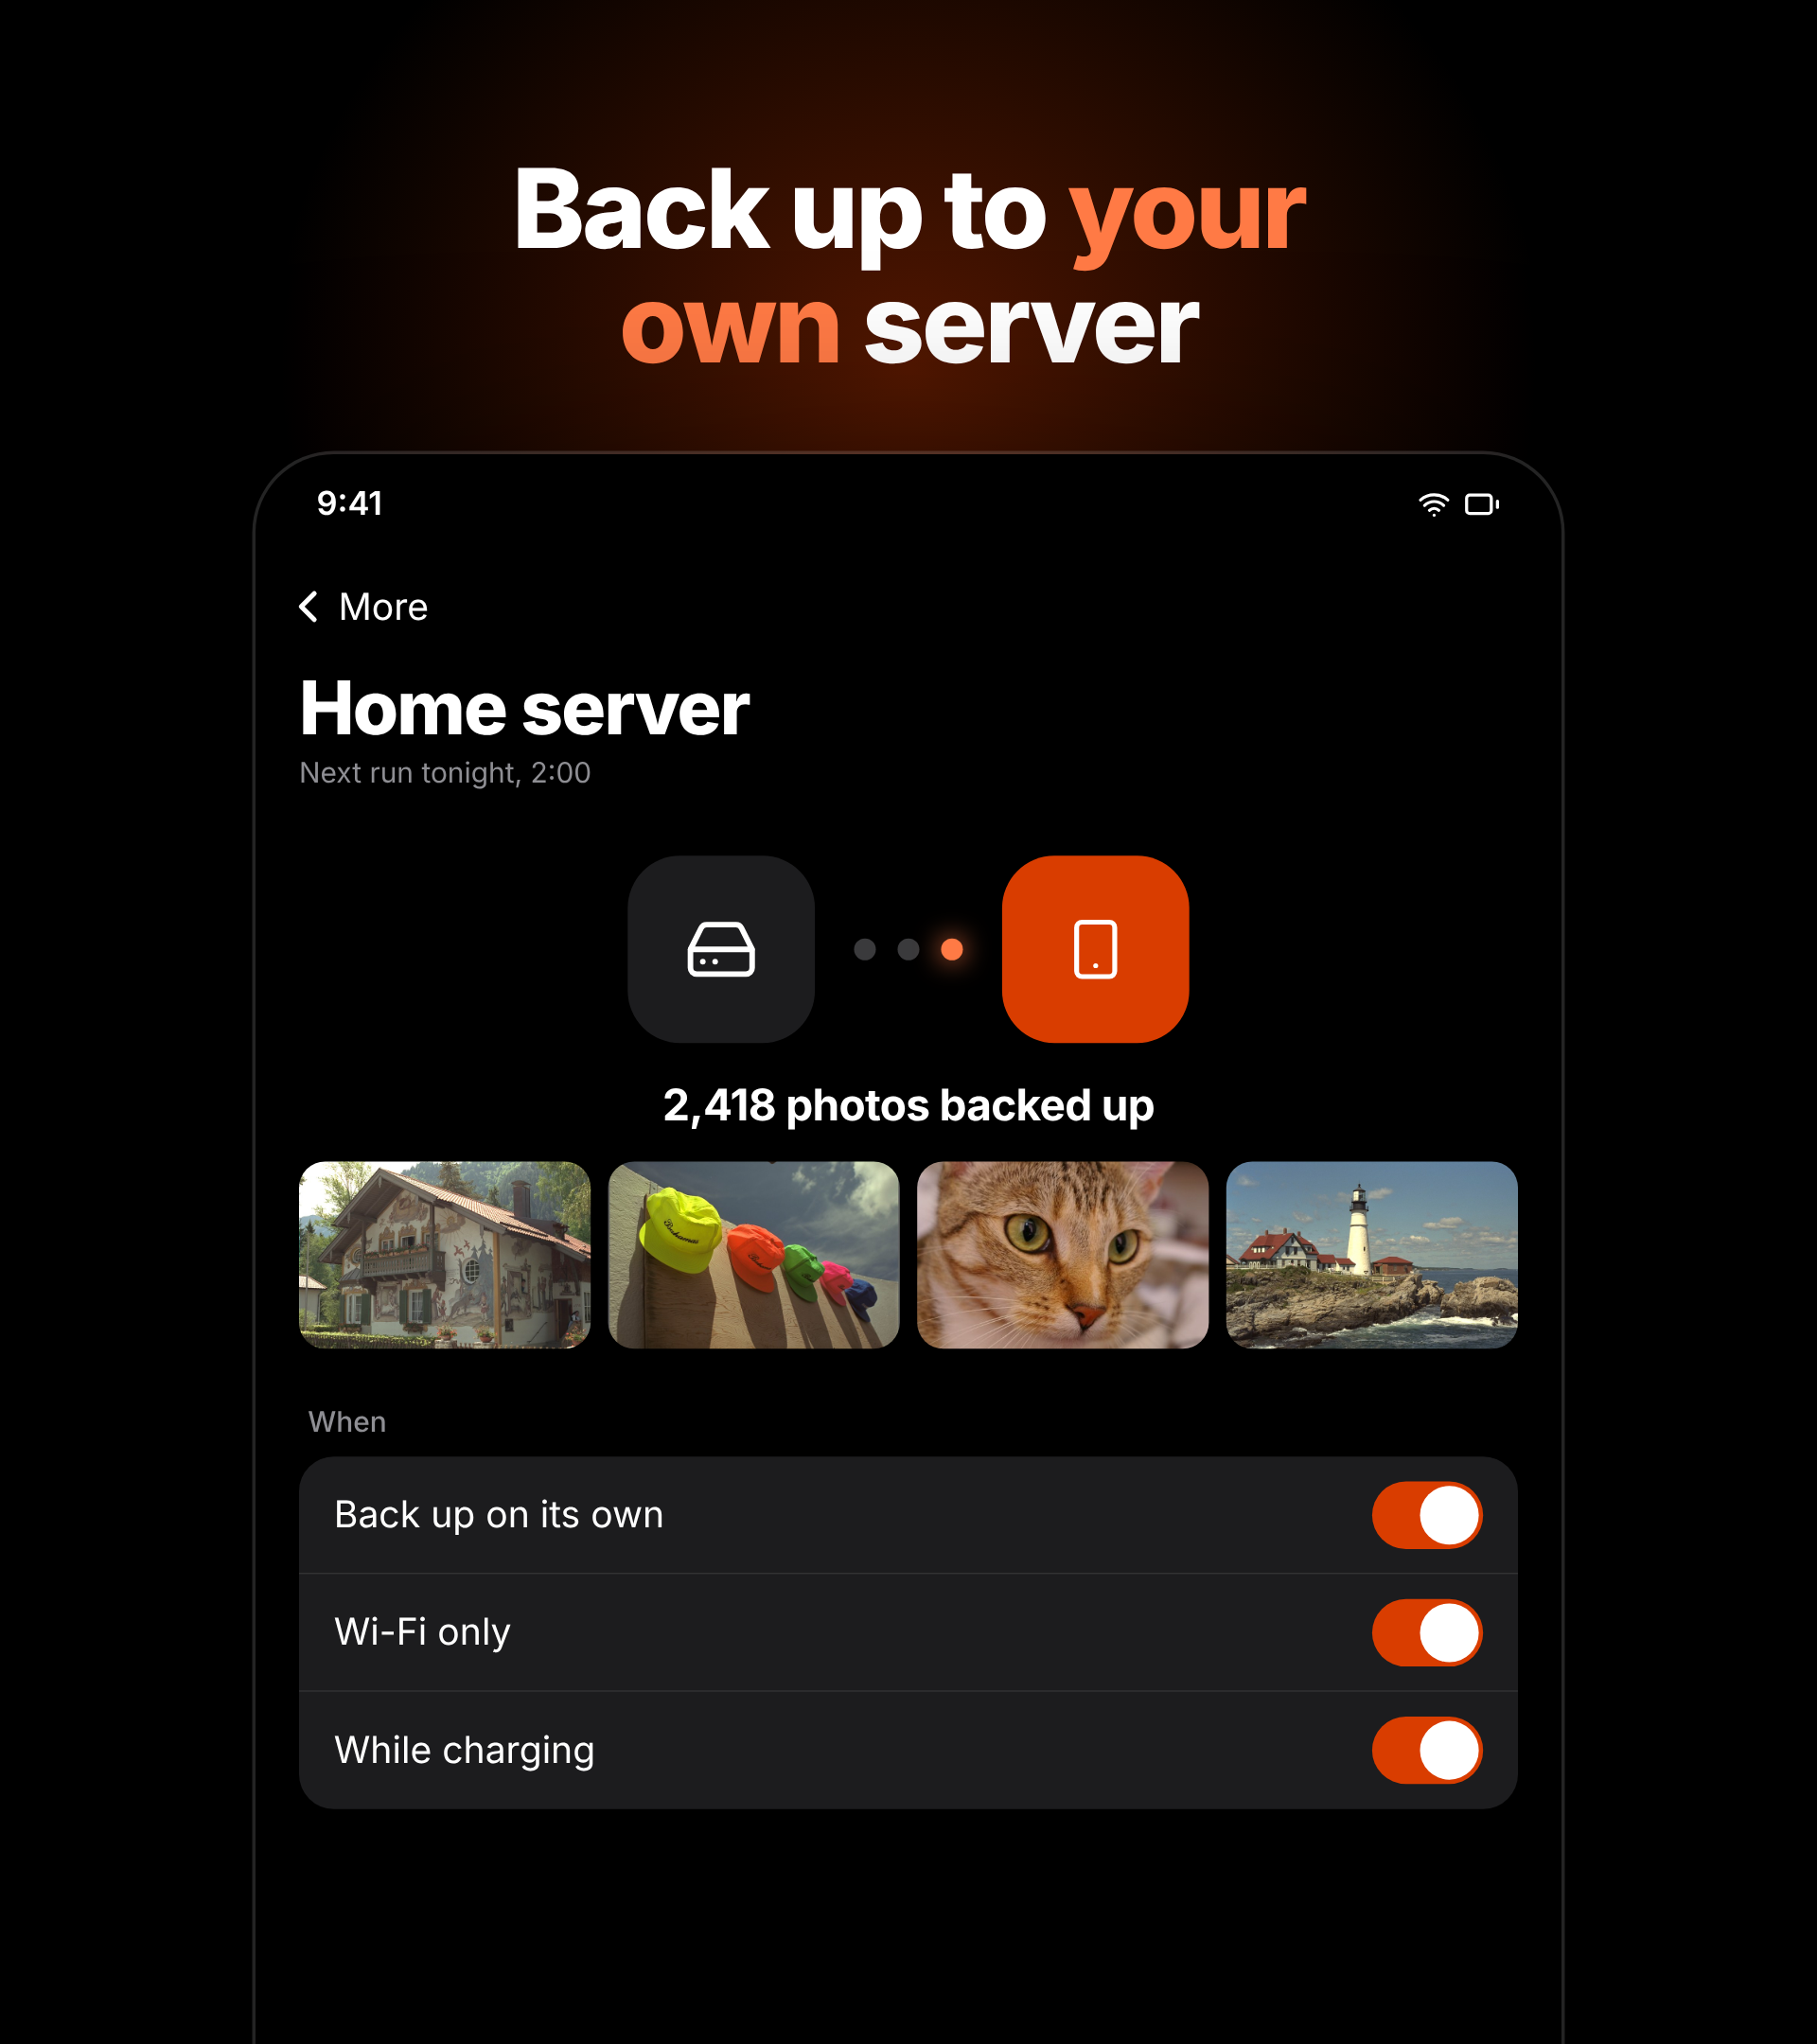 Back up to your
own server
9:41
More
Home server
Next run tonight, 2:00
2,418 photos backed up
When
Back up on its own
Wi-Fi only
While charging